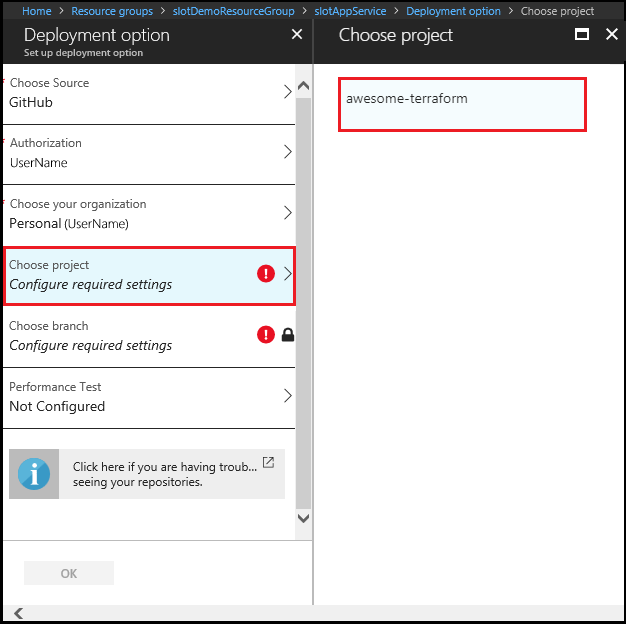 Home > Resource groups > slotDemoResourceGroup > slotAppService > Deployment option > Choose project
Deployment option
Set up deployment option
Choose project
* Choose Source
GitHub
* Authorization
UserName
* Choose your organization
Personal (UserName)
Choose project
Configure required settings
Choose branch
Configure required settings
Performance Test
Not Configured
Click here if you are having troub...
seeing your repositories.
OK
awesome-terraform